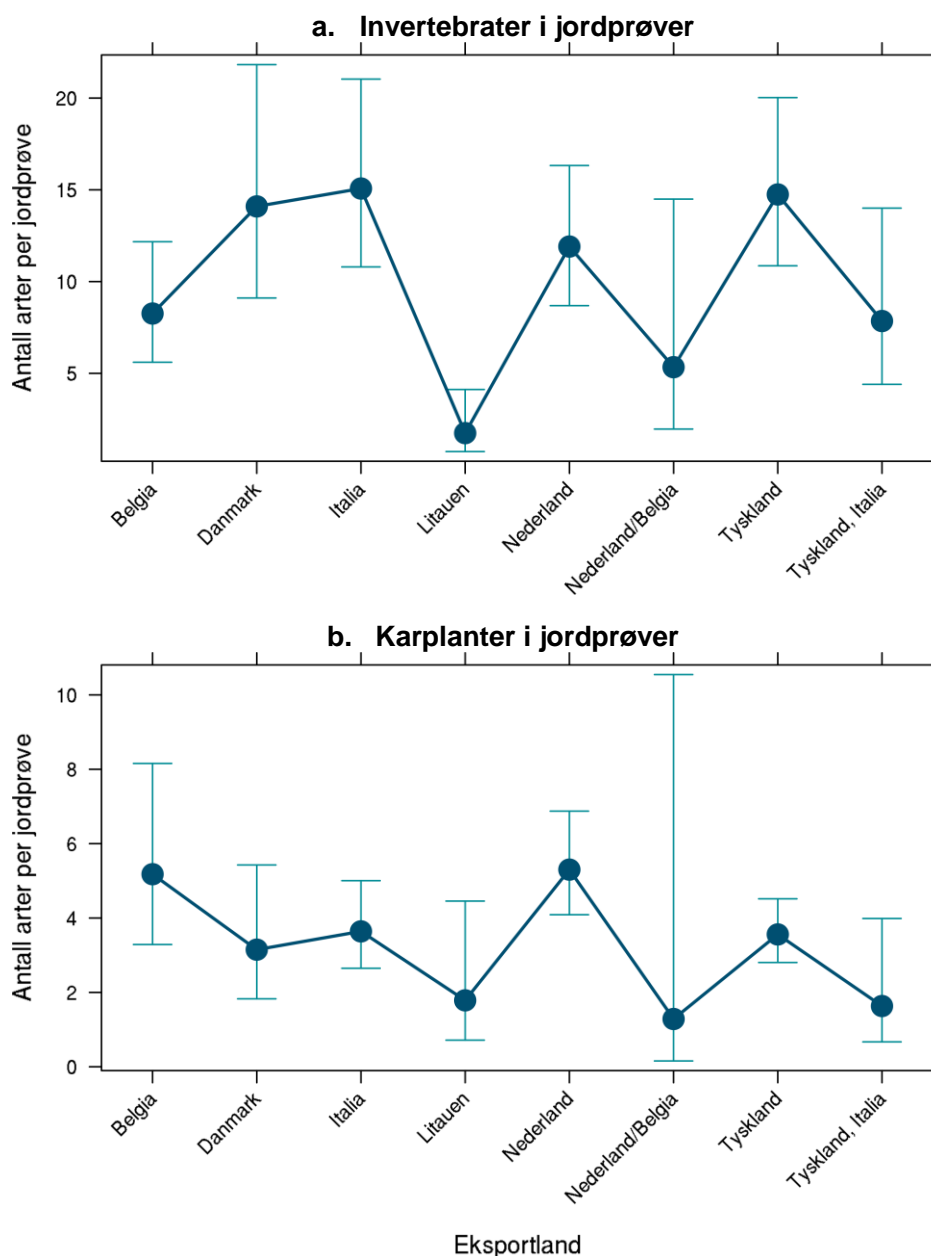 a. Invertebrater i jordprøver
Antall arter per jordprøve
20
15
10
5
Belgia
Danmark
Italia
Litauen
Nederland
Nederland/Belgia
Tyskland
Tyskland, Italia
b. Karplanter i jordprøver
Antall arter per jordprøve
10
8
6
4
2
0
Belgia
Danmark
Italia
Litauen
Nederland
Nederland/Belgia
Tyskland
Tyskland, Italia
Eksportland